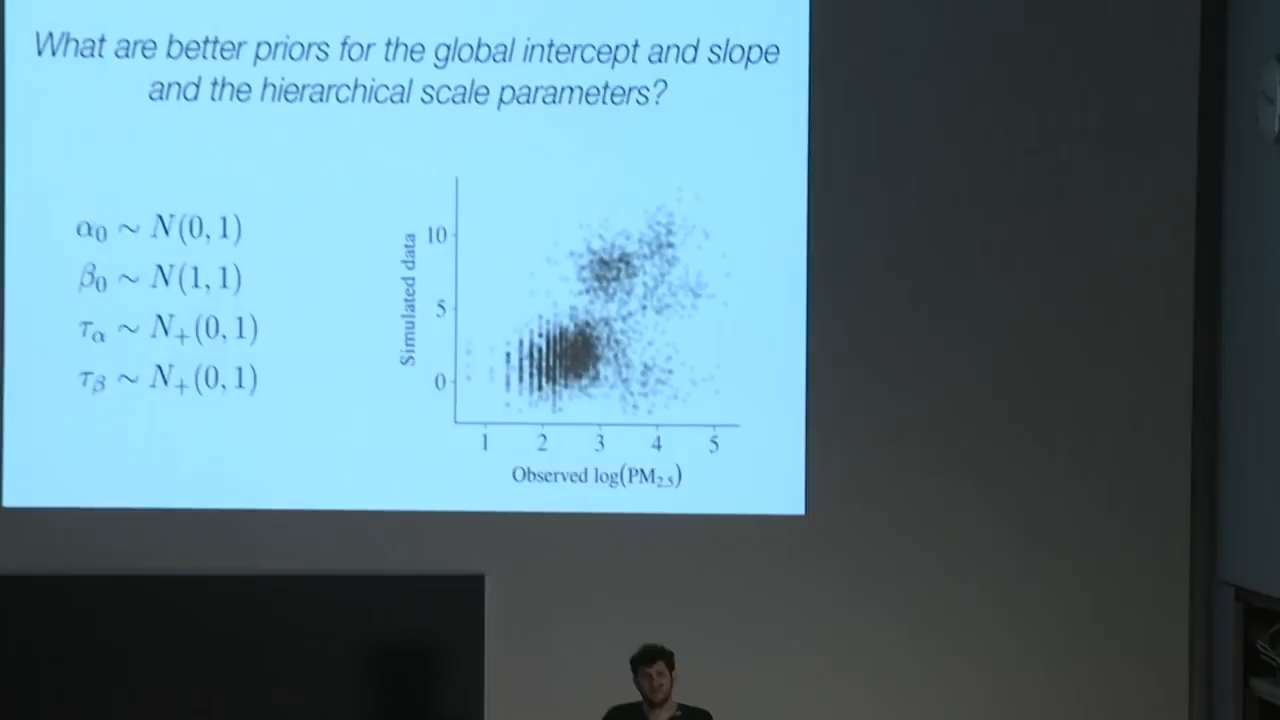 What are better priors for the global intercept and slope
and the hierarchical scale parameters?
α₀ ~ N(0, 1)
β₀ ~ N(1, 1)
τα ~ N₊(0, 1)
τᵦ ~ N₊(0, 1)
Simulated data
10
5
0
1 2 3 4 5
Observed log(PM₂.₅)